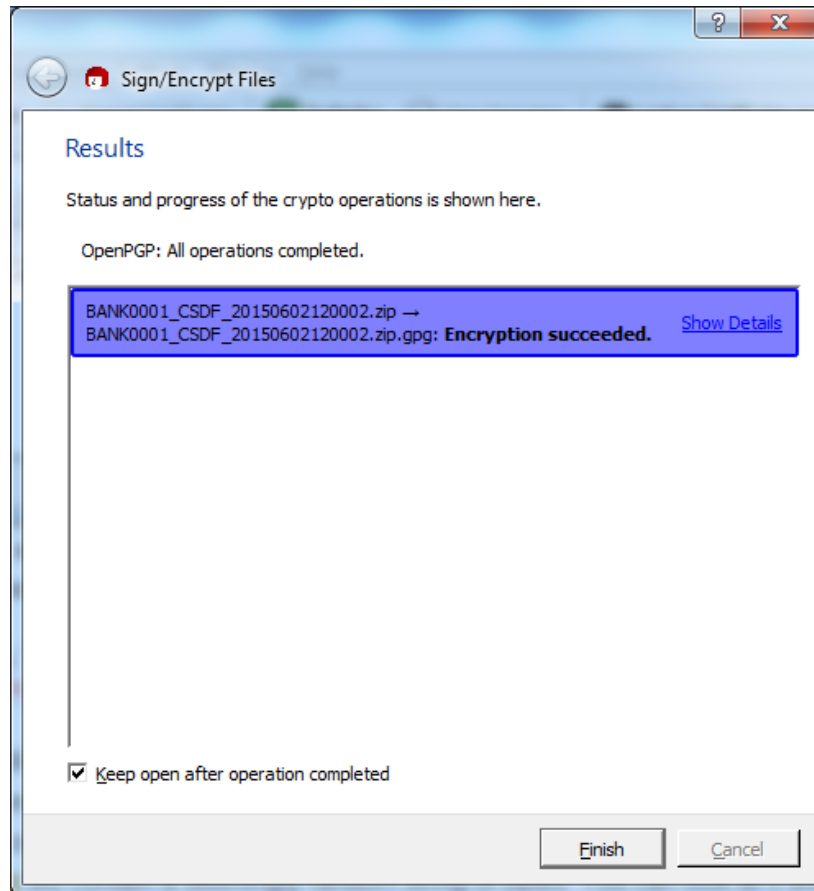 Sign/Encrypt Files
Results
Status and progress of the crypto operations is shown here.
OpenPGP: All operations completed.
BANK0001_CSDF_20150602120002.zip →
BANK0001_CSDF_20150602120002.zip.gpg: Encryption succeeded.
Show Details
Keep open after operation completed
Finish
Cancel